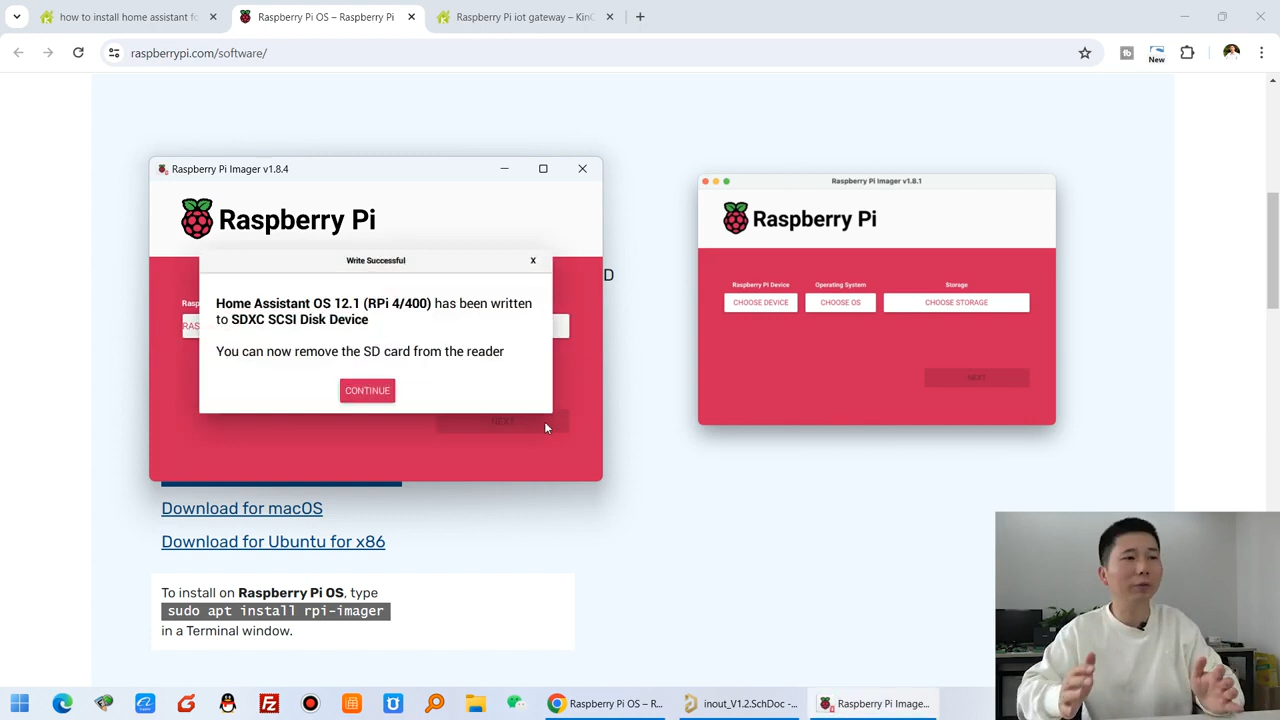 how to install home assistant fo
Raspberry Pi OS – Raspberry Pi
Raspberry Pi iot gateway – KinC
raspberrypi.com/software/
New
Raspberry Pi Imager v1.8.4
Raspberry Pi
Write Successful
x
Home Assistant OS 12.1 (RPi 4/400) has been written
to SDXC SCSI Disk Device
You can now remove the SD card from the reader
CONTINUE
Rasp
RAS
NEXT
D
Raspberry Pi Imager v1.8.1
Raspberry Pi
Raspberry Pi Device
Operating System
Storage
CHOOSE DEVICE
CHOOSE OS
CHOOSE STORAGE
NEXT
Download for macOS
Download for Ubuntu for x86
To install on Raspberry Pi OS, type
sudo apt install rpi-imager
in a Terminal window.
Raspberry Pi OS – R...
inout_V1.2.SchDoc -...
Raspberry Pi Image...